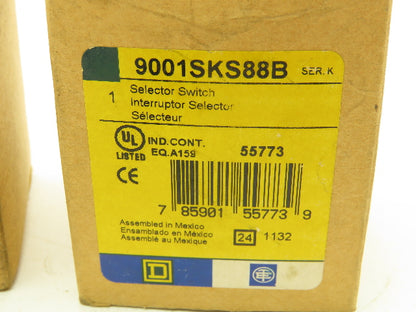 9001SKS88B SER. K
1 Selector Switch
Interruptor Selector
Sélecteur
UL LISTED IND.CONT.
EQ.A159 55773
CE
7 85901 55773 9
Assembled in Mexico
Ensamblado en México
Assemblé au Mexique
24 1132